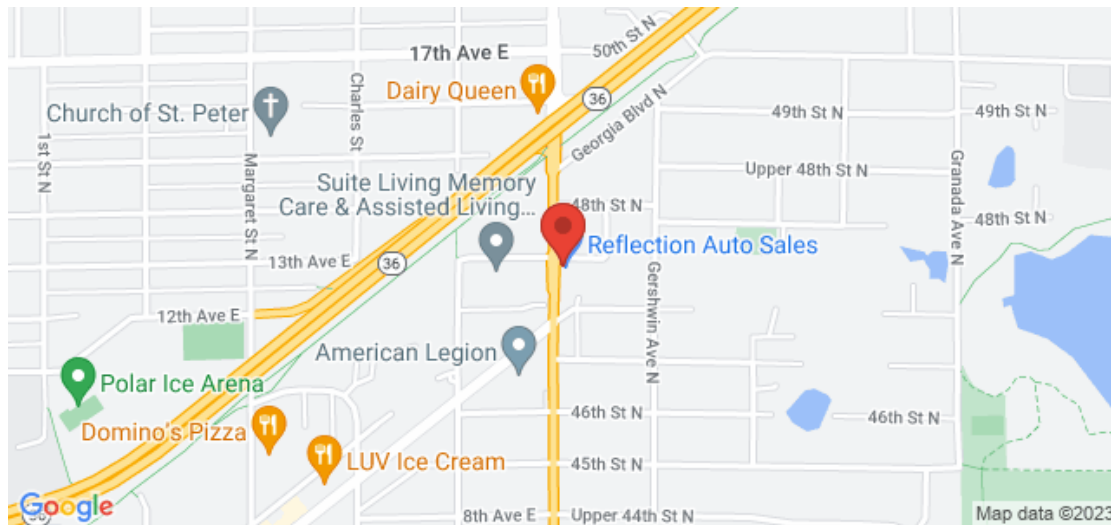 50th St N
17th Ave E
36
Dairy Queen
Charles St
Church of St. Peter
49th St N
49th St N
Georgia Blvd N
1st St N
Margaret St N
Upper 48th St N
Granada Ave N
Suite Living Memory
Care & Assisted Living...
48th St N
48th St N
Reflection Auto Sales
13th Ave E
36
Gershwin Ave N
12th Ave E
American Legion
Polar Ice Arena
46th St N
46th St N
Domino's Pizza
LUV Ice Cream
45th St N
Google
8th Ave E
Upper 44th St N
Map data ©2023